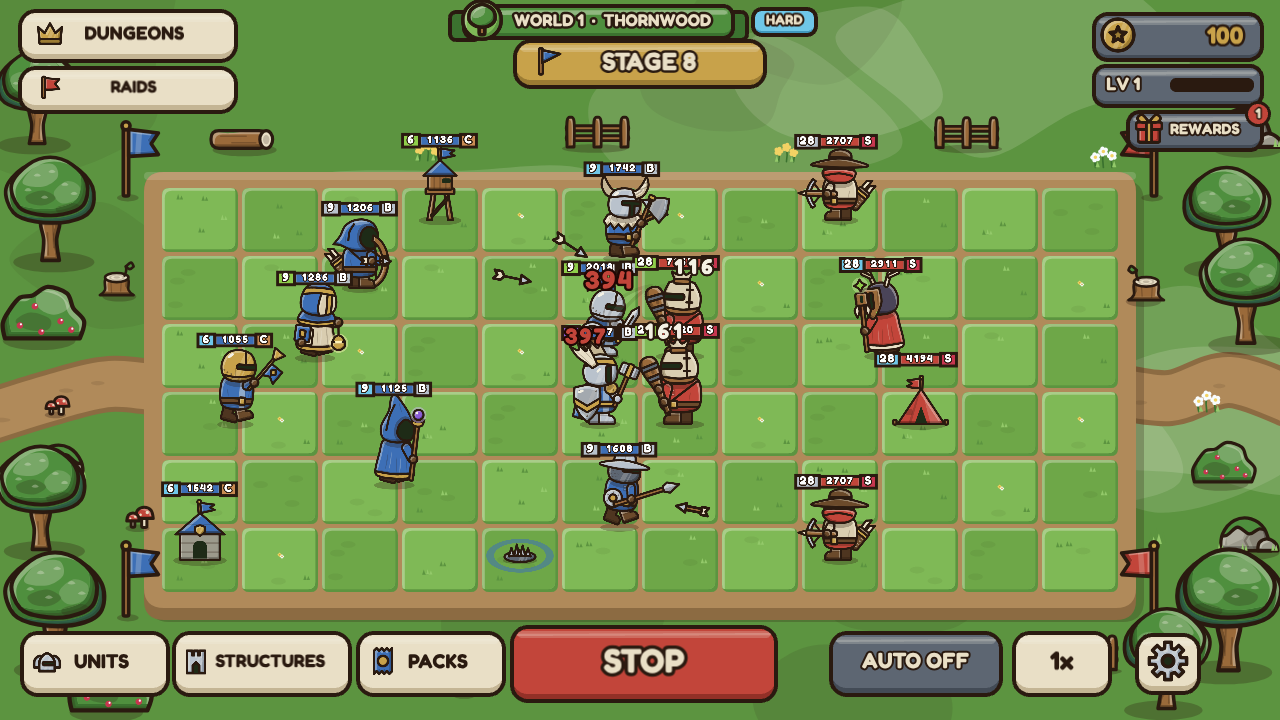 DUNGEONS
RAIDS
WORLD 1 • THORNWOOD
HARD
STAGE 8
100
LV 1
REWARDS
1
6 1136 C
28 2707 S
9 1742 B
9 1206 B
116
28 2911 S
9 1286 B
394
6 1055 C
397
161
28 4194 S
9 1125 B
9 1608 B
28 2707 S
6 1542 C
UNITS
STRUCTURES
PACKS
STOP
AUTO OFF
1x